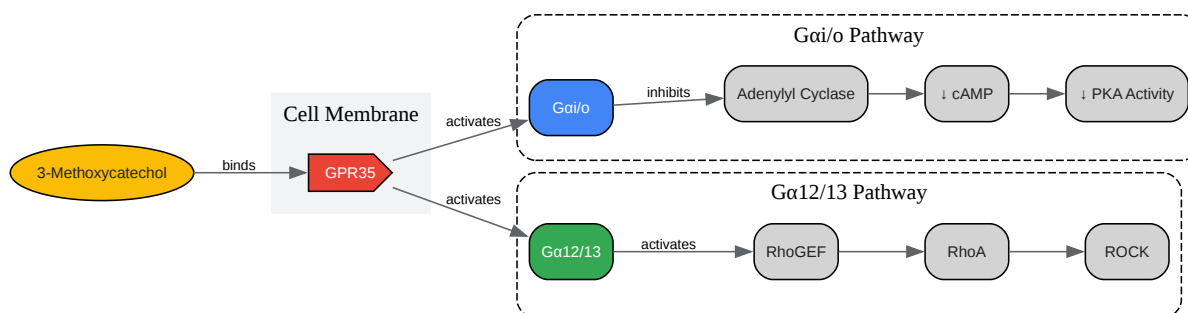 Gαi/o Pathway
Cell Membrane
3-Methoxycatechol
binds
GPR35
activates
activates
Gαi/o
inhibits
Adenylyl Cyclase
↓ cAMP
↓ PKA Activity
Gα12/13 Pathway
Gα12/13
activates
RhoGEF
RhoA
ROCK